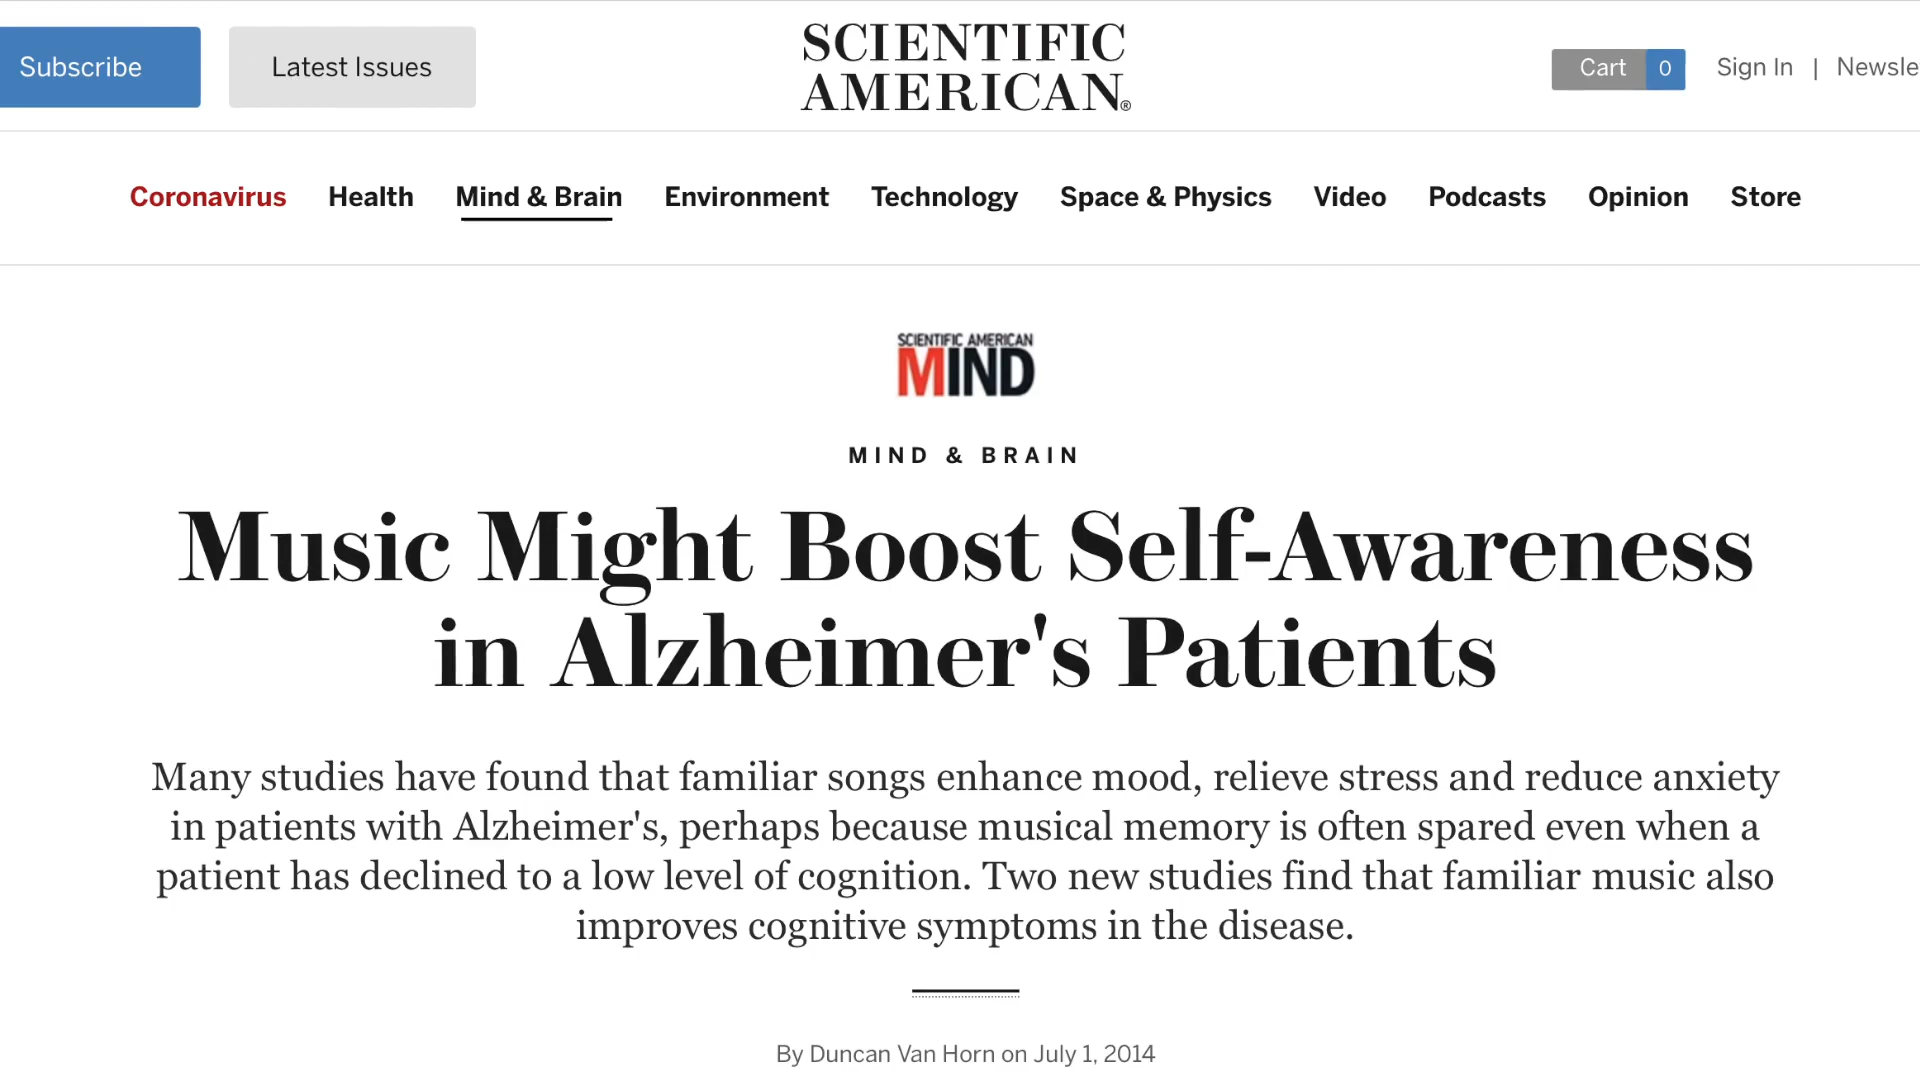 Subscribe
Latest Issues
SCIENTIFIC
AMERICAN®
Cart 0
Sign In | Newsle
Coronavirus Health Mind & Brain Environment Technology Space & Physics Video Podcasts Opinion Store
SCIENTIFIC AMERICAN
MIND
MIND & BRAIN
Music Might Boost Self-Awareness
in Alzheimer's Patients
Many studies have found that familiar songs enhance mood, relieve stress and reduce anxiety
in patients with Alzheimer's, perhaps because musical memory is often spared even when a
patient has declined to a low level of cognition. Two new studies find that familiar music also
improves cognitive symptoms in the disease.
By Duncan Van Horn on July 1, 2014